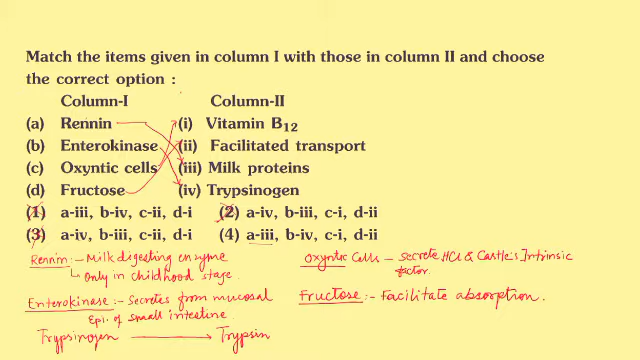 Match the items given in column I with those in column II and choose
the correct option :
Column-I Column-II
(a) Rennin (i) Vitamin B12
(b) Enterokinase (ii) Facilitated transport
(c) Oxyntic cells (iii) Milk proteins
(d) Fructose (iv) Trypsinogen
(1) a-iii, b-iv, c-ii, d-i (2) a-iv, b-iii, c-i, d-ii
(3) a-iv, b-iii, c-ii, d-i (4) a-iii, b-iv, c-i, d-ii
Rennin :- Milk digesting enzyme
only in childhood stage.
Enterokinase :- Secretes from mucosal
Epi. of small intestine.
Trypsinogen → Trypsin
Oxyntic Cells - secrete HCl & Castle's Intrinsic
factor.
Fructose :- Facilitate absorption.